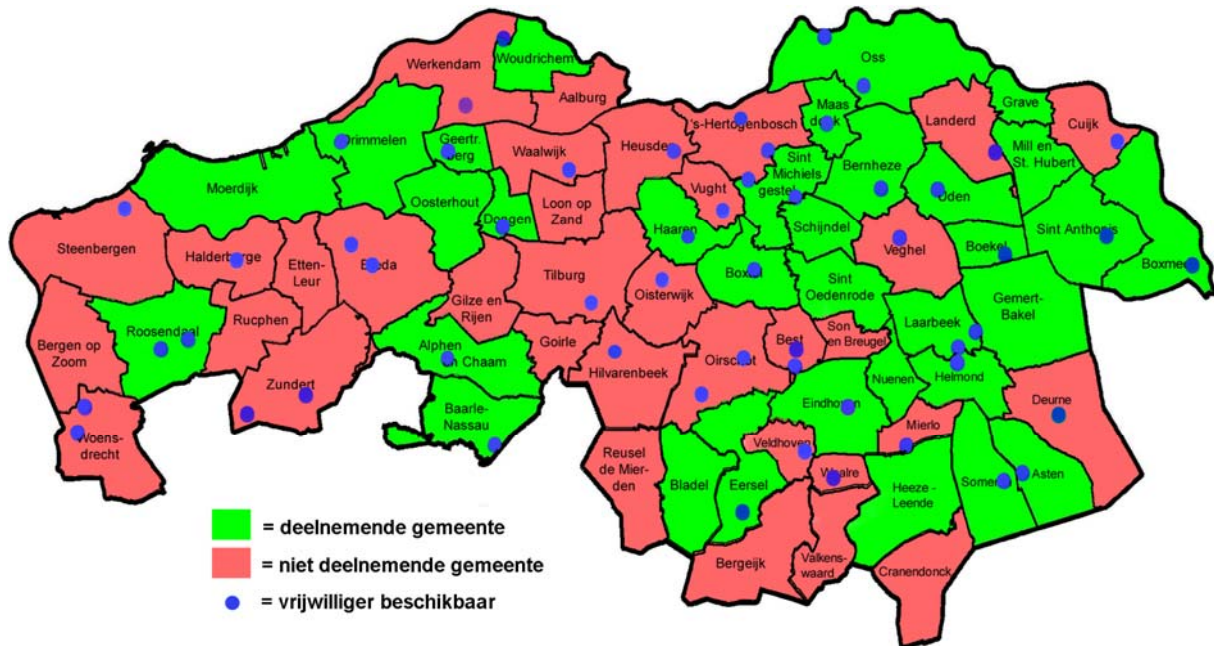 Woudrichem
Werkendam
Aalburg
Oss
Grave
Maas
donk
Landerd
Cuijk
's-Hertogenbosch
Drimmelen
Geertr.
berg
Waalwijk
Heusden
Sint
Michiels
gestel
Bernheze
Mill en
St. Hubert
Moerdijk
Vught
Uden
Oosterhout
Loon op
Zand
Dongen
Haaren
Schijndel
Sint Anthonis
Steenbergen
Halderberge
Etten-
Leur
Breda
Veghel
Boekel
Boxmeer
Tilburg
Boxtel
Oisterwijk
Sint
Oedenrode
Gemert-
Bakel
Gilze en
Rijen
Roosendaal
Rucphen
Laarbeek
Bergen op
Zoom
Alphen
en Chaam
Goirle
Hilvarenbeek
Oirschot
Best
Son
en Breugel
Zundert
Nuenen
Helmond
Deurne
Baarle-
Nassau
Eindhoven
Woens-
drecht
Mierlo
Veldhoven
Reusel
de Mier-
den
Bladel
Eersel
Waalre
Heeze -
Leende
Someren
Asten
Bergeijk
Valkens-
waard
Cranendonck
= deelnemende gemeente
= niet deelnemende gemeente
= vrijwilliger beschikbaar